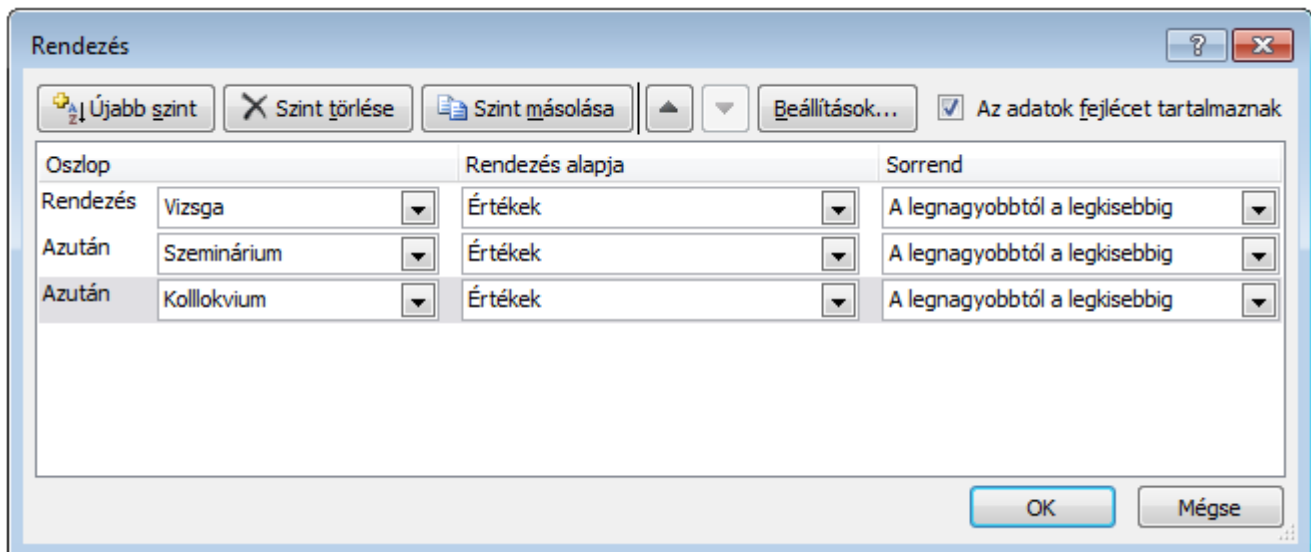 Rendezés
Újabb szint Szint törlése Szint másolása Beállítások... Az adatok fejlécet tartalmaznak
Oszlop Rendezés alapja Sorrend
Rendezés Vizsga Értékek A legnagyobbtól a legkisebbig
Azután Szeminárium Értékek A legnagyobbtól a legkisebbig
Azután Kolllokvium Értékek A legnagyobbtól a legkisebbig
OK Mégse